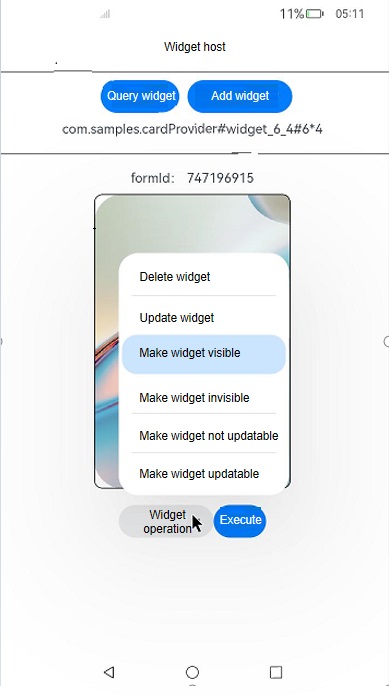 11% 05:11
Widget host
Query widget Add widget
com.samples.cardProvider#widget_6_4#6*4
formId: 747196915
Delete widget
Update widget
Make widget visible
Make widget invisible
Make widget not updatable
Make widget updatable
Widget
operation
Execute